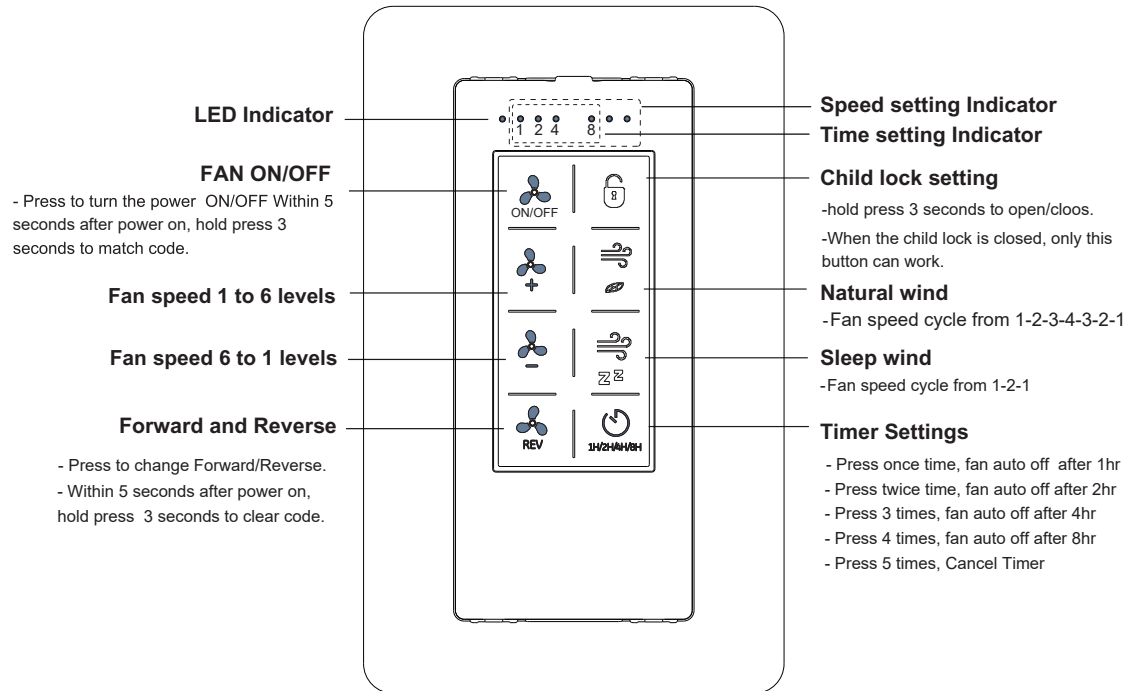 LED Indicator
FAN ON/OFF
- Press to turn the power ON/OFF Within 5
seconds after power on, hold press 3
seconds to match code.
Fan speed 1 to 6 levels
Fan speed 6 to 1 levels
Forward and Reverse
- Press to change Forward/Reverse.
- Within 5 seconds after power on,
hold press 3 seconds to clear code.
1 2 4 8
ON/OFF
+
−
zz
REV
1H/2H/4H/8H
Speed setting Indicator
Time setting Indicator
Child lock setting
-hold press 3 seconds to open/cloos.
-When the child lock is closed, only this
button can work.
Natural wind
-Fan speed cycle from 1-2-3-4-3-2-1
Sleep wind
-Fan speed cycle from 1-2-1
Timer Settings
- Press once time, fan auto off after 1hr
- Press twice time, fan auto off after 2hr
- Press 3 times, fan auto off after 4hr
- Press 4 times, fan auto off after 8hr
- Press 5 times, Cancel Timer